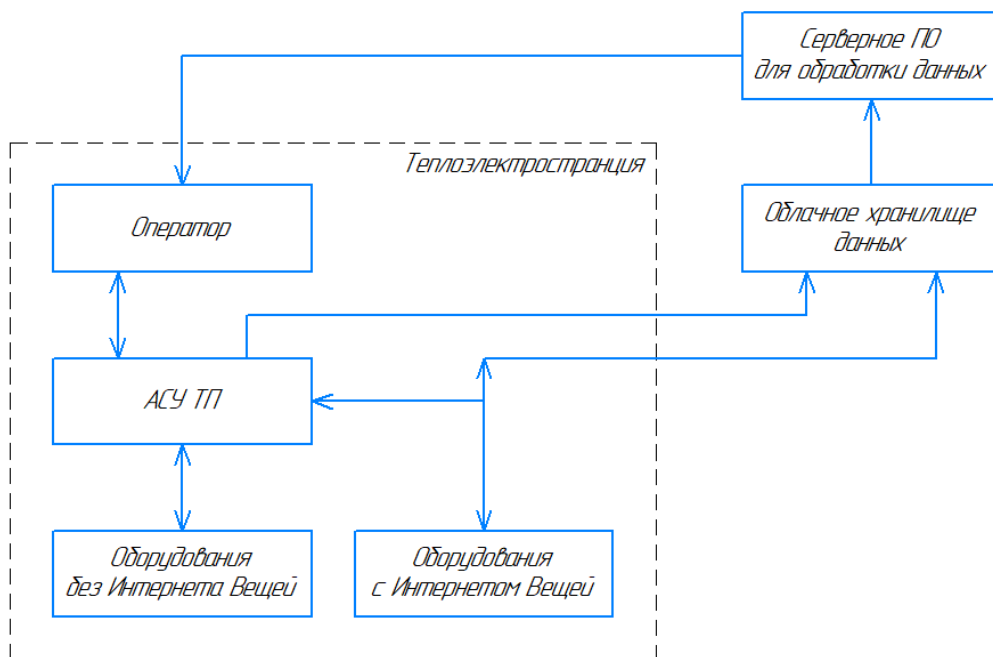 Серверное ПО
для обработки данных
Теплоэлектространция
Оператор
Облачное хранилище
данных
АСУ ТП
Оборудования
без Интернета Вещей
Оборудования
с Интернетом Вещей